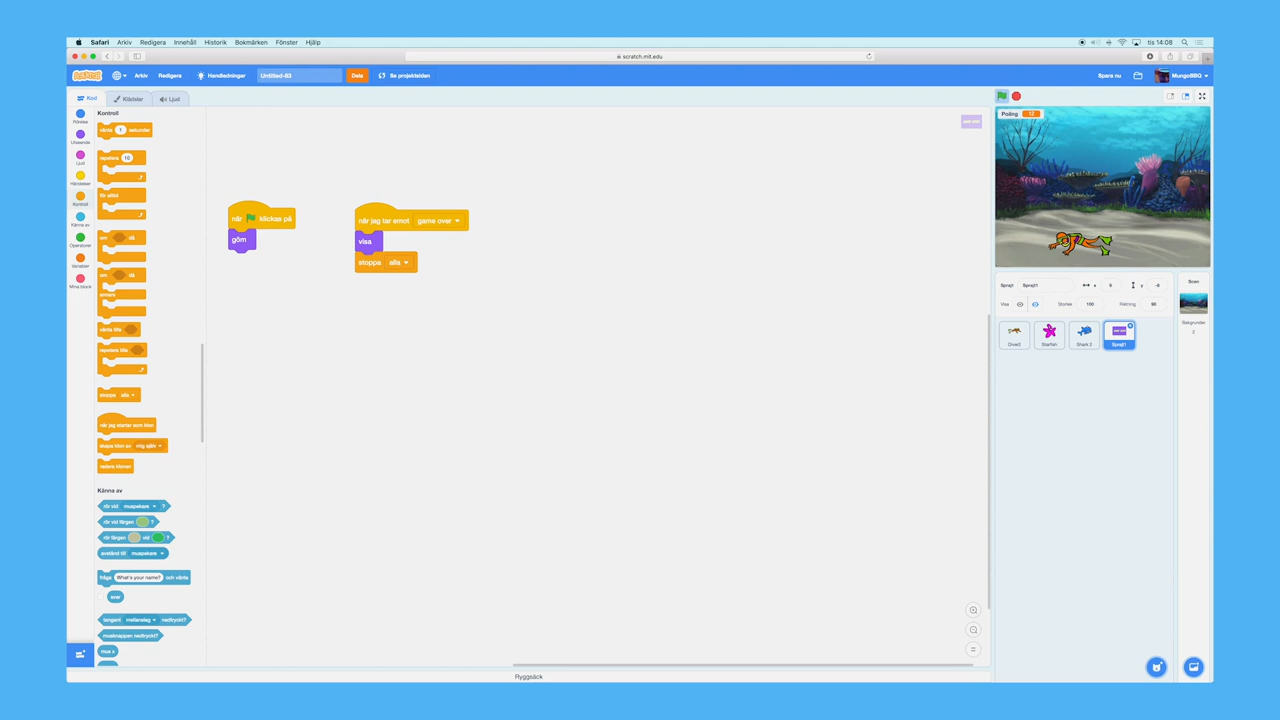 Safari Arkiv Redigera Innehåll Historik Bokmärken Fönster Hjälp
tis 14:08
scratch.mit.edu
Arkiv Redigera Handledningar Untitled-83 Dela Se projektsidan
Spara nu MungoBBQ
Kod Klädslar Ljud
Rörelse
Utseende
Ljud
Händelser
Kontroll
Känna av
Operatorer
Variabler
Mina block
Kontroll
vänta 1 sekunder
repetera 10
för alltid
om då
om då
annars
vänta tills
repetera tills
stoppa alla
när jag startar som klon
skapa klon av mig själv
radera klonen
Känna av
rör vid muspekare ?
rör vid färgen ?
rör färgen vid ?
avstånd till muspekare
fråga What's your name? och vänta
svar
tangent mellanslag nedtryckt?
musknappen nedtryckt?
mus x
när klickas på
göm
när jag tar emot game over
visa
stoppa alla
Ryggsäck
Poäng 12
Sprajt Sprajt1 x y
Visa Storlek 100 Riktning 90
Diver2
Starfish
Shark 2
Sprajt1
Scen
Bakgrunder
2